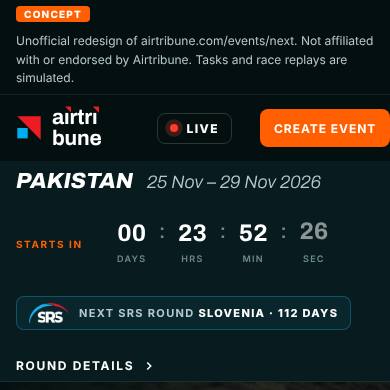 CONCEPT
Unofficial redesign of airtribune.com/events/next. Not affiliated
with or endorsed by Airtribune. Tasks and race replays are
simulated.
airtri
bune
LIVE
CREATE EVENT
PAKISTAN 25 Nov – 29 Nov 2026
STARTS IN
00 : 23 : 52 : 26
DAYS HRS MIN SEC
SRS NEXT SRS ROUND SLOVENIA · 112 DAYS
ROUND DETAILS